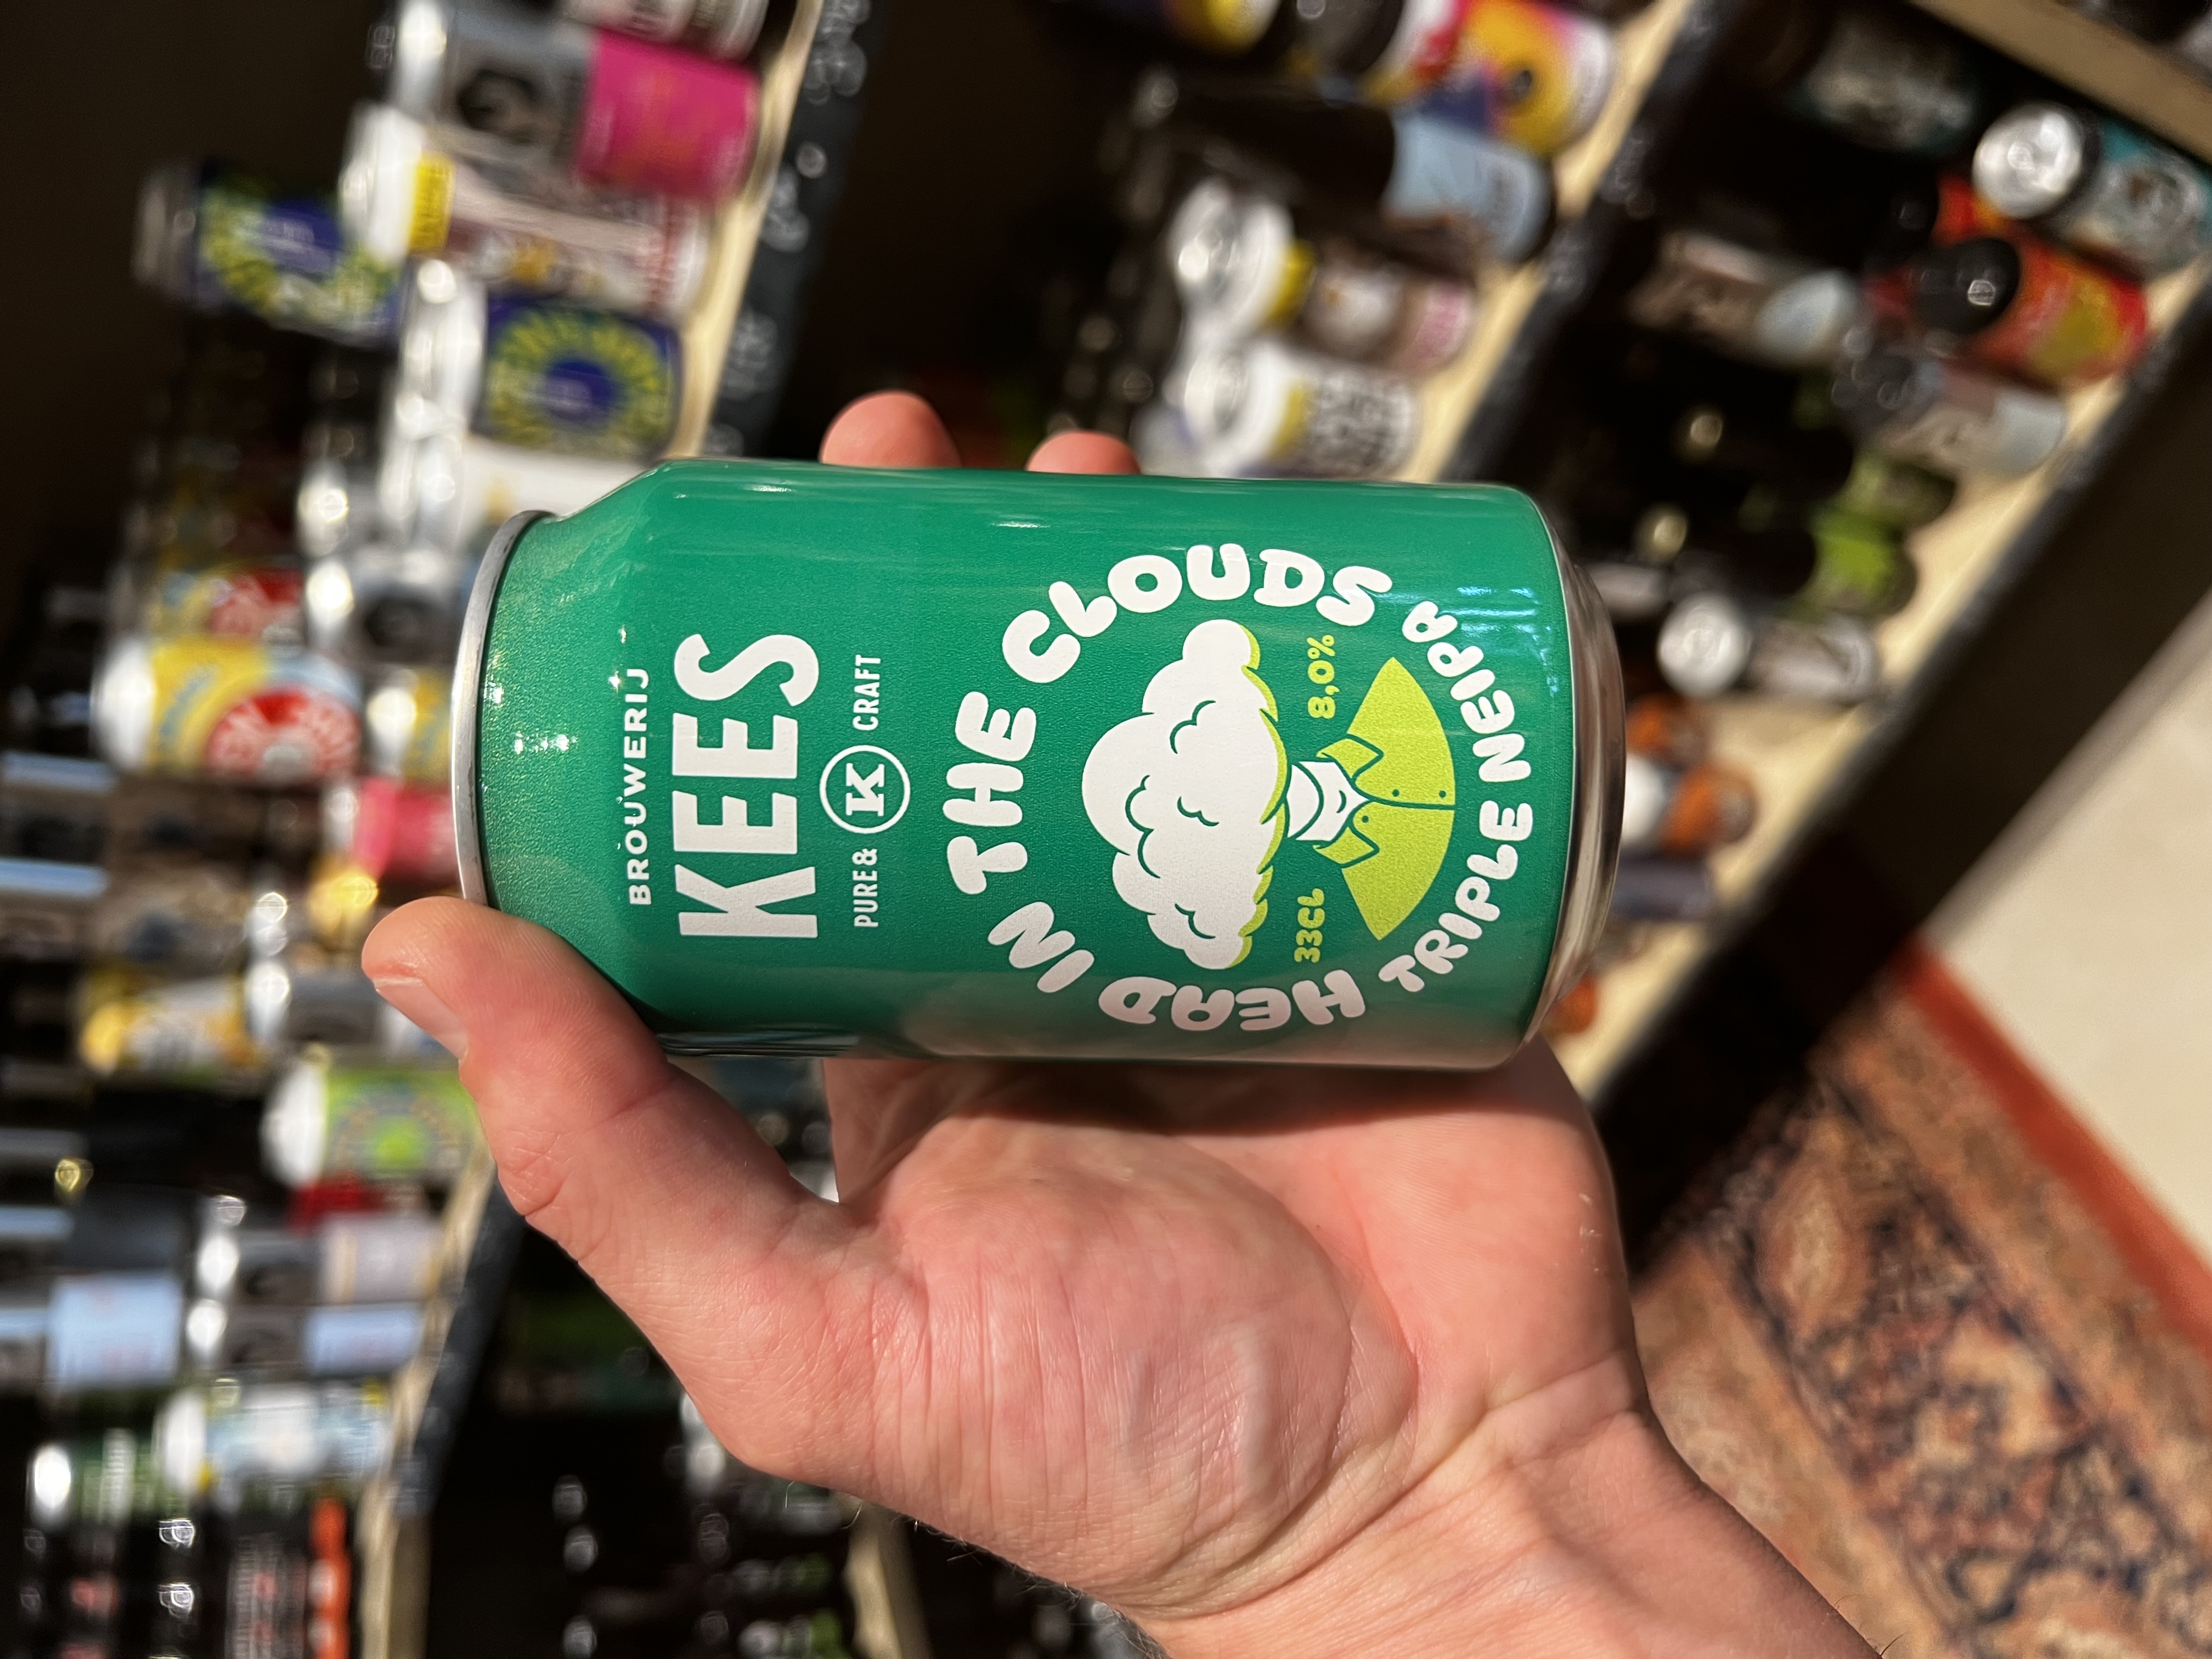 BROUWERIJ
KEES
PURE& K CRAFT
HEAD IN THE CLOUDS
33CL 8,0%
TRIPLE NEIPA